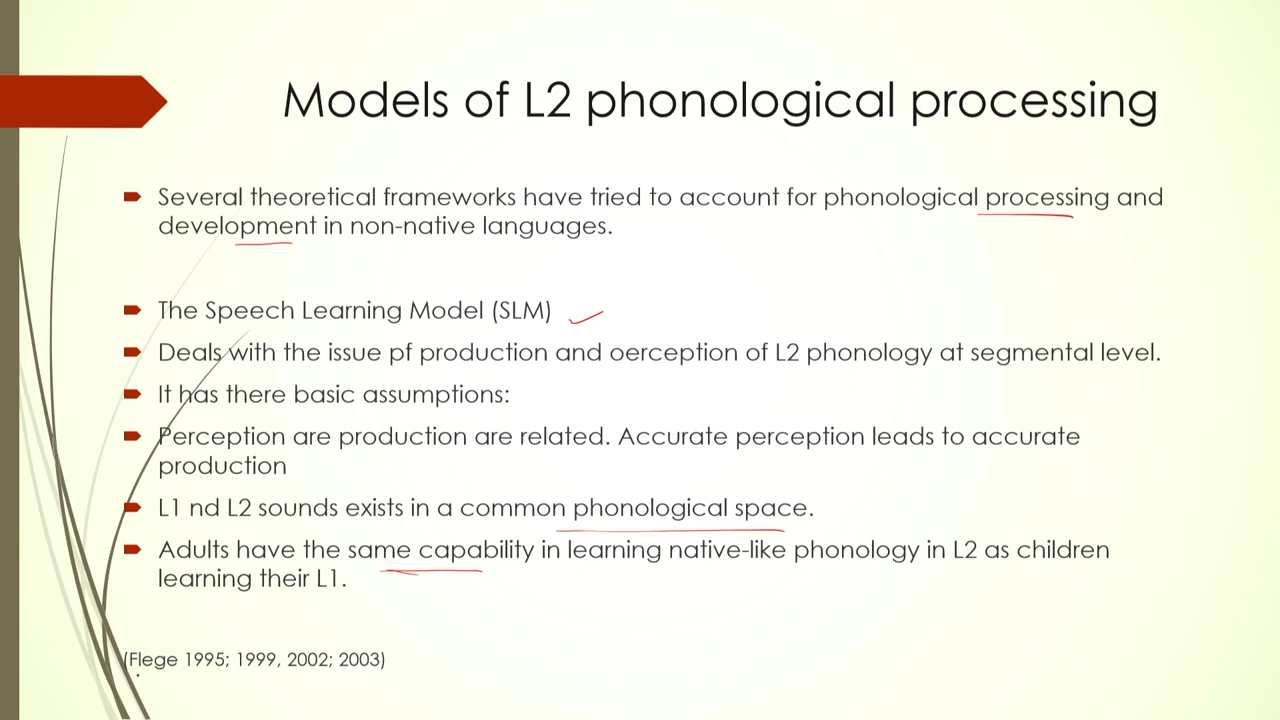 Models of L2 phonological processing
Several theoretical frameworks have tried to account for phonological processing and
development in non-native languages.
The Speech Learning Model (SLM)
Deals with the issue pf production and oerception of L2 phonology at segmental level.
It has there basic assumptions:
Perception are production are related. Accurate perception leads to accurate
production
L1 nd L2 sounds exists in a common phonological space.
Adults have the same capability in learning native-like phonology in L2 as children
learning their L1.
(Flege 1995; 1999, 2002; 2003)